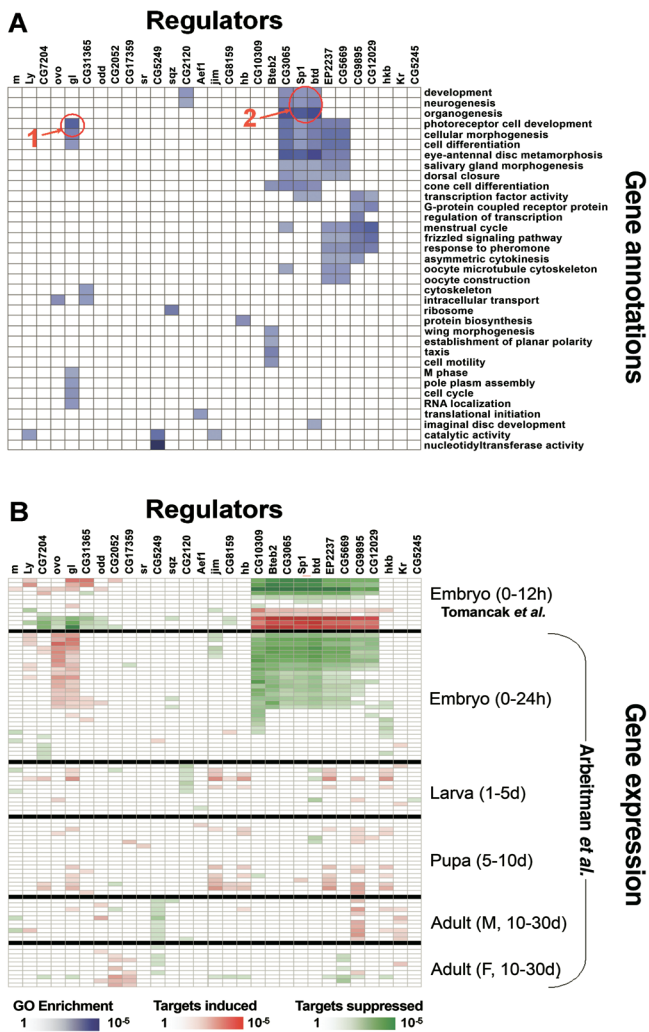 A
Regulators
m
Ly
CG7204
ovo
gl
CG31365
odd
CG2052
CG17359
sr
CG5249
sqz
CG2120
Aef1
jim
CG8159
hb
CG10309
Bteb2
CG3065
Sp1
btd
EP2237
CG5669
CG9895
CG12029
hkb
Kr
CG5245
1
2
development
neurogenesis
organogenesis
photoreceptor cell development
cellular morphogenesis
cell differentiation
eye-antennal disc metamorphosis
salivary gland morphogenesis
dorsal closure
cone cell differentiation
transcription factor activity
G-protein coupled receptor protein
regulation of transcription
menstrual cycle
frizzled signaling pathway
response to pheromone
asymmetric cytokinesis
oocyte microtubule cytoskeleton
oocyte construction
cytoskeleton
intracellular transport
ribosome
protein biosynthesis
wing morphogenesis
establishment of planar polarity
taxis
cell motility
M phase
pole plasm assembly
cell cycle
RNA localization
translational initiation
imaginal disc development
catalytic activity
nucleotidyltransferase activity
Gene annotations
B
Regulators
m
Ly
CG7204
ovo
gl
CG31365
odd
CG2052
CG17359
sr
CG5249
sqz
CG2120
Aef1
jim
CG8159
hb
CG10309
Bteb2
CG3065
Sp1
btd
EP2237
CG5669
CG9895
CG12029
hkb
Kr
CG5245
Embryo (0-12h)
Tomancak et al.
Embryo (0-24h)
Larva (1-5d)
Pupa (5-10d)
Adult (M, 10-30d)
Adult (F, 10-30d)
Arbeitman et al.
Gene expression
GO Enrichment
1 10-5
Targets induced
1 10-5
Targets suppressed
1 10-5